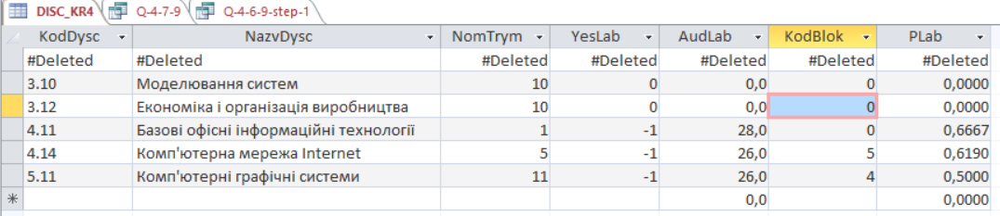 DISC_KR4 Q-4-7-9 Q-4-6-9-step-1
KodDysc NazvDysc NomTrym YesLab AudLab KodBlok PLab
#Deleted #Deleted #Deleted #Deleted #Deleted #Deleted #Deleted
3.10 Моделювання систем 10 0 0,0 0 0,0000
3.12 Економіка і організація виробництва 10 0 0,0 0 0,0000
4.11 Базові офісні інформаційні технології 1 -1 28,0 0 0,6667
4.14 Комп'ютерна мережа Internet 5 -1 26,0 5 0,6190
5.11 Комп'ютерні графічні системи 11 -1 26,0 4 0,5000
* 0,0 0,0000